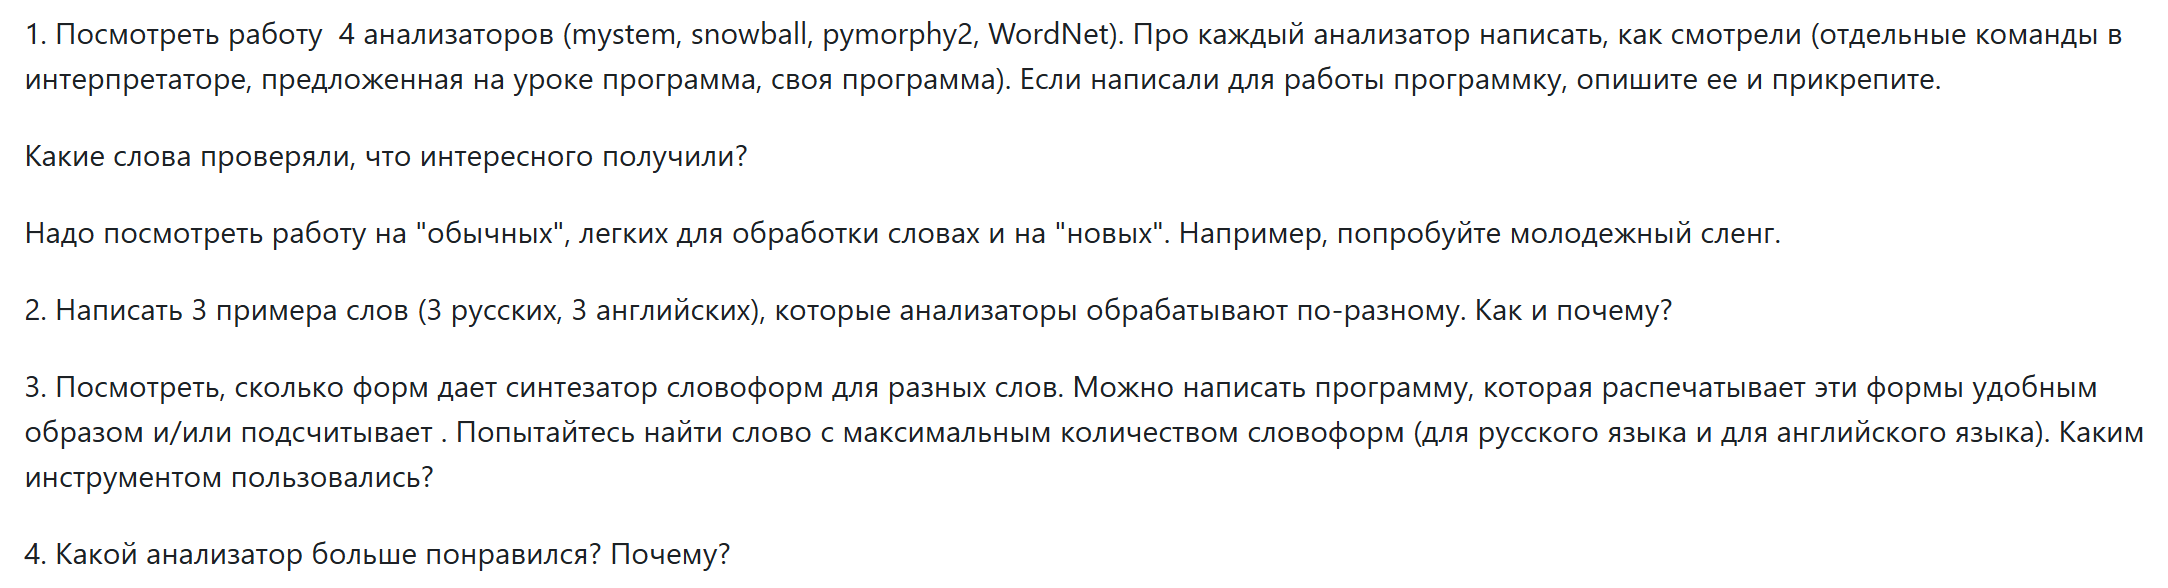 1. Посмотреть работу  4 анализаторов (mystem, snowball, pymorphy2, WordNet). Про каждый анализатор написать, как смотрели (отдельные команды в
интерпретаторе, предложенная на уроке программа, своя программа). Если написали для работы программку, опишите ее и прикрепите.
Какие слова проверяли, что интересного получили?
Надо посмотреть работу на "обычных", легких для обработки словах и на "новых". Например, попробуйте молодежный сленг.
2. Написать 3 примера слов (3 русских, 3 английских), которые анализаторы обрабатывают по-разному. Как и почему?
3. Посмотреть, сколько форм дает синтезатор словоформ для разных слов. Можно написать программу, которая распечатывает эти формы удобным
образом и/или подсчитывает . Попытайтесь найти слово с максимальным количеством словоформ (для русского языка и для английского языка). Каким
инструментом пользовались?
4. Какой анализатор больше понравился? Почему?